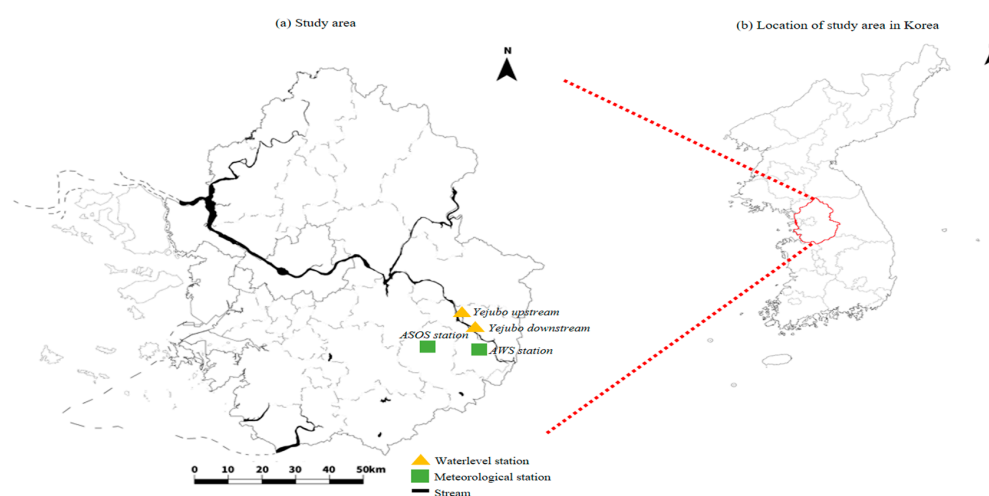 (a) Study area
(b) Location of study area in Korea
N
Yejubo upstream
Yejubo downstream
ASOS station
AWS station
0 10 20 30 40 50km
Waterlevel station
Meteorological station
Stream